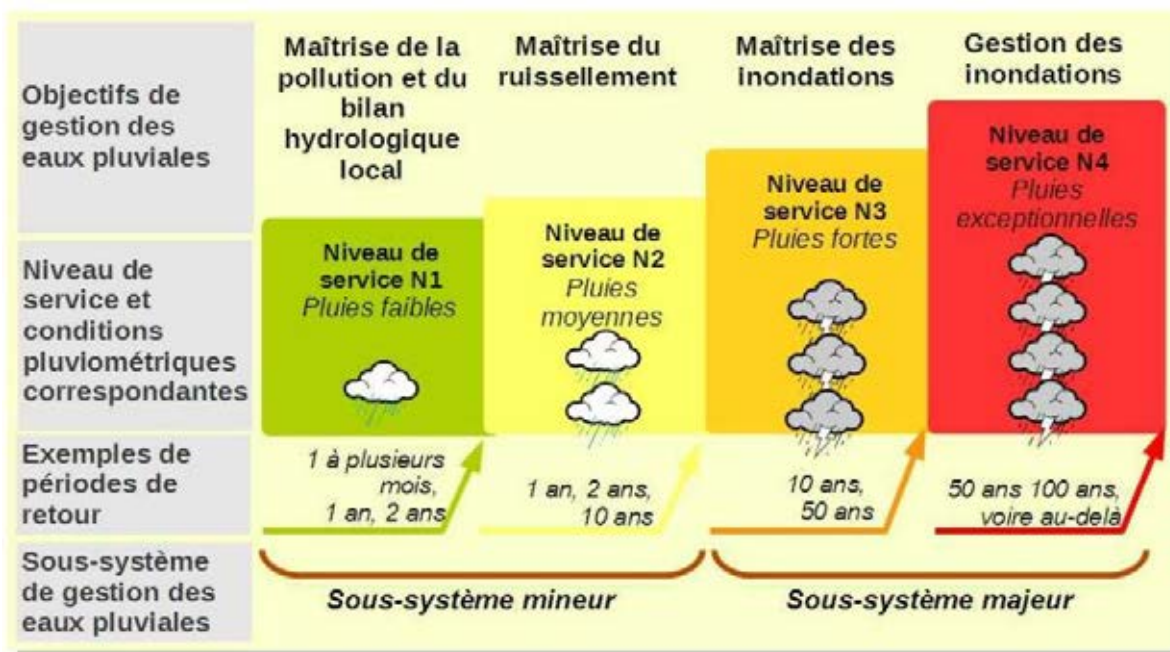 Objectifs de
gestion des
eaux pluviales
Maîtrise de la
pollution et du
bilan
hydrologique
local
Maîtrise du
ruissellement
Maîtrise des
inondations
Gestion des
inondations
Niveau de
service et
conditions
pluviométriques
correspondantes
Niveau de
service N1
Pluies faibles
Niveau de
service N2
Pluies
moyennes
Niveau de
service N3
Pluies fortes
Niveau de
service N4
Pluies
exceptionnelles
Exemples de
périodes de
retour
1 à plusieurs
mois,
1 an, 2 ans
1 an, 2 ans,
10 ans
10 ans,
50 ans
50 ans 100 ans,
voire au-delà
Sous-système
de gestion des
eaux pluviales
Sous-système mineur
Sous-système majeur